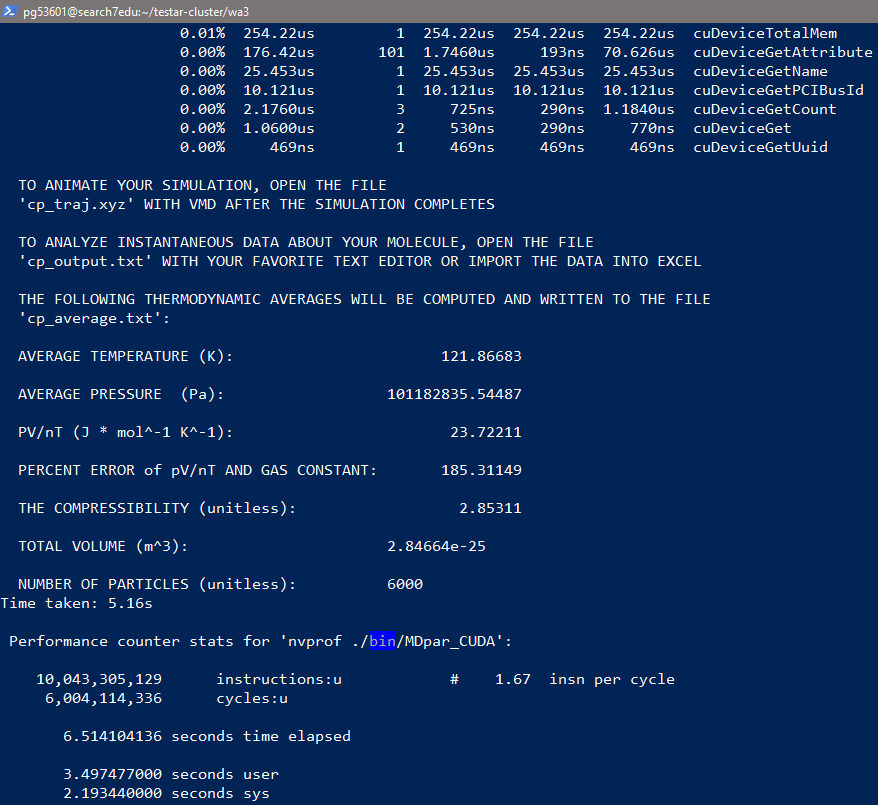 pg53601@search7edu:~/testar-cluster/wa3
0.01% 254.22us 1 254.22us 254.22us 254.22us cuDeviceTotalMem
0.00% 176.42us 101 1.7460us 193ns 70.626us cuDeviceGetAttribute
0.00% 25.453us 1 25.453us 25.453us 25.453us cuDeviceGetName
0.00% 10.121us 1 10.121us 10.121us 10.121us cuDeviceGetPCIBusId
0.00% 2.1760us 3 725ns 290ns 1.1840us cuDeviceGetCount
0.00% 1.0600us 2 530ns 290ns 770ns cuDeviceGet
0.00% 469ns 1 469ns 469ns 469ns cuDeviceGetUuid
TO ANIMATE YOUR SIMULATION, OPEN THE FILE
'cp_traj.xyz' WITH VMD AFTER THE SIMULATION COMPLETES
TO ANALYZE INSTANTANEOUS DATA ABOUT YOUR MOLECULE, OPEN THE FILE
'cp_output.txt' WITH YOUR FAVORITE TEXT EDITOR OR IMPORT THE DATA INTO EXCEL
THE FOLLOWING THERMODYNAMIC AVERAGES WILL BE COMPUTED AND WRITTEN TO THE FILE
'cp_average.txt':
AVERAGE TEMPERATURE (K): 121.86683
AVERAGE PRESSURE (Pa): 101182835.54487
PV/nT (J * mol^-1 K^-1): 23.72211
PERCENT ERROR of pV/nT AND GAS CONSTANT: 185.31149
THE COMPRESSIBILITY (unitless): 2.85311
TOTAL VOLUME (m^3): 2.84664e-25
NUMBER OF PARTICLES (unitless): 6000
Time taken: 5.16s
Performance counter stats for 'nvprof ./bin/MDpar_CUDA':
10,043,305,129 instructions:u # 1.67 insn per cycle
6,004,114,336 cycles:u
6.514104136 seconds time elapsed
3.497477000 seconds user
2.193440000 seconds sys